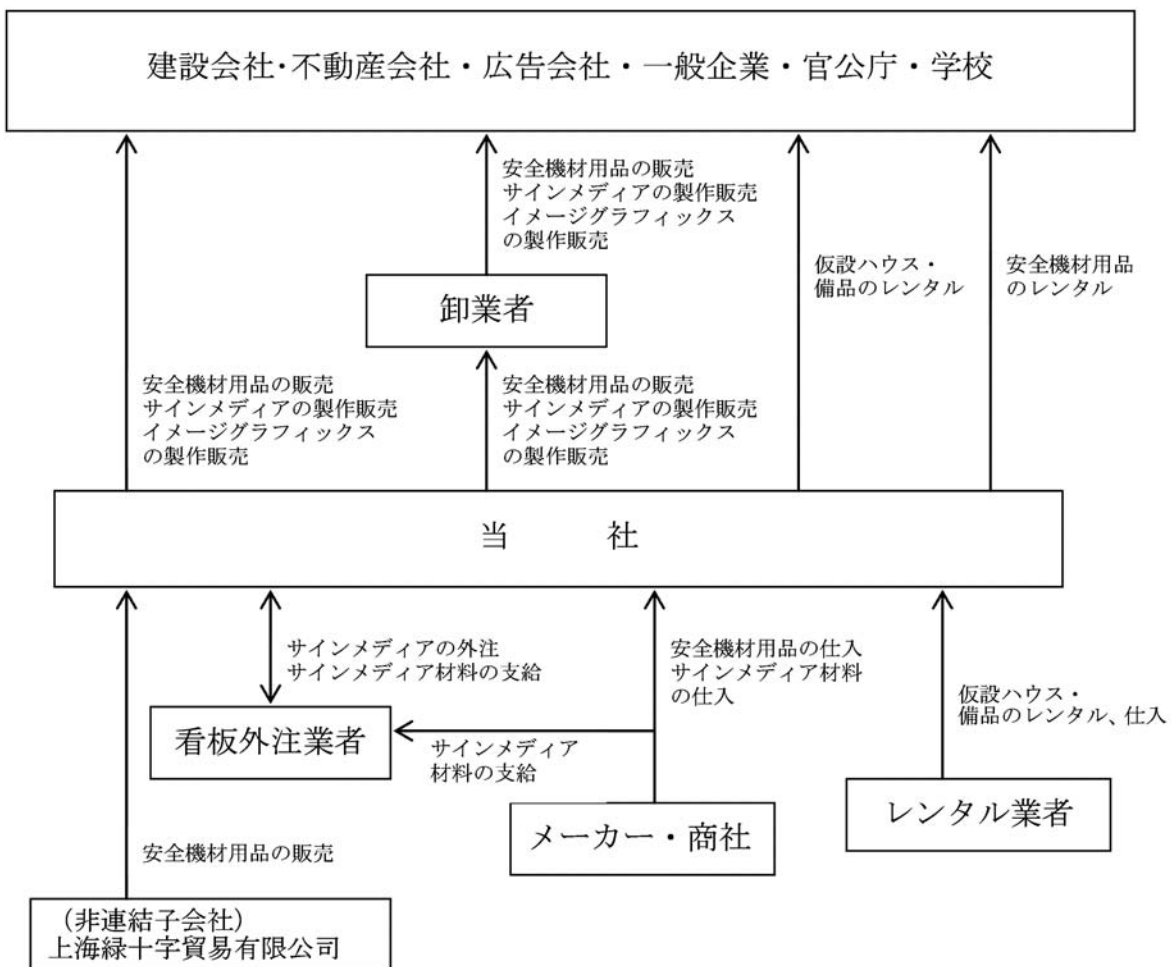 建設会社・不動産会社・広告会社・一般企業・官公庁・学校
安全機材用品の販売
サインメディアの製作販売
イメージグラフィックス
の製作販売
仮設ハウス・
備品のレンタル
安全機材用品
のレンタル
卸業者
安全機材用品の販売
サインメディアの製作販売
イメージグラフィックス
の製作販売
安全機材用品の販売
サインメディアの製作販売
イメージグラフィックス
の製作販売
当 社
サインメディアの外注
サインメディア材料の支給
安全機材用品の仕入
サインメディア材料
の仕入
仮設ハウス・
備品のレンタル、仕入
看板外注業者
サインメディア
材料の支給
メーカー・商社
レンタル業者
安全機材用品の販売
（非連結子会社）
上海緑十字貿易有限公司